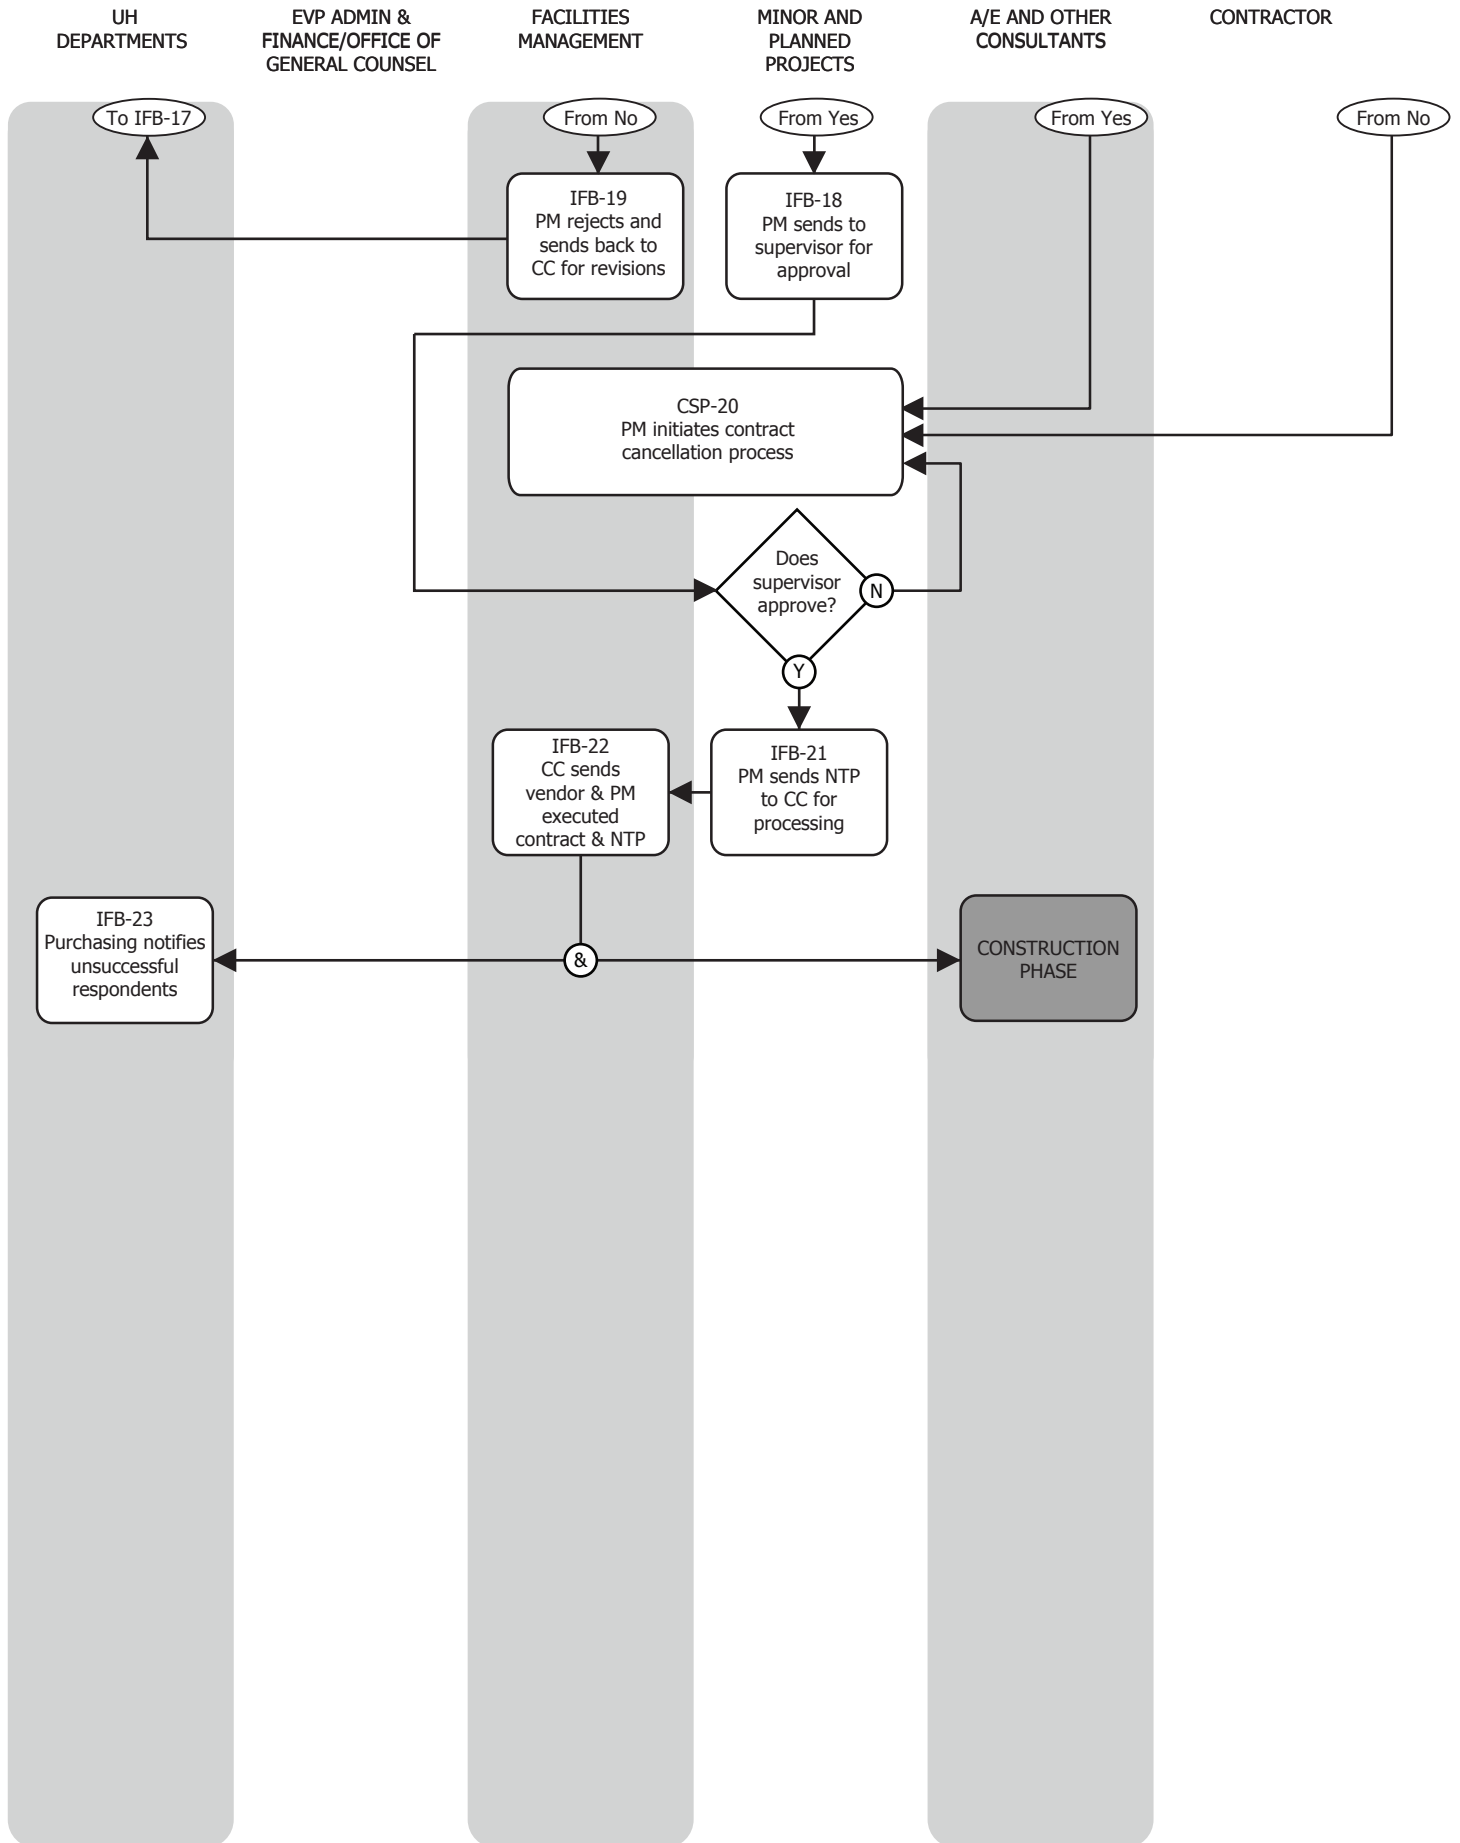 UH
DEPARTMENTS
EVP ADMIN &
FINANCE/OFFICE OF
GENERAL COUNSEL
FACILITIES
MANAGEMENT
MINOR AND
PLANNED
PROJECTS
A/E AND OTHER
CONSULTANTS
CONTRACTOR
To IFB-17
From No
From Yes
From Yes
From No
IFB-19
PM rejects and
sends back to
CC for revisions
IFB-18
PM sends to
supervisor for
approval
CSP-20
PM initiates contract
cancellation process
Does
supervisor
approve?
N
Y
IFB-22
CC sends
vendor & PM
executed
contract & NTP
IFB-21
PM sends NTP
to CC for
processing
IFB-23
Purchasing notifies
unsuccessful
respondents
&
CONSTRUCTION
PHASE